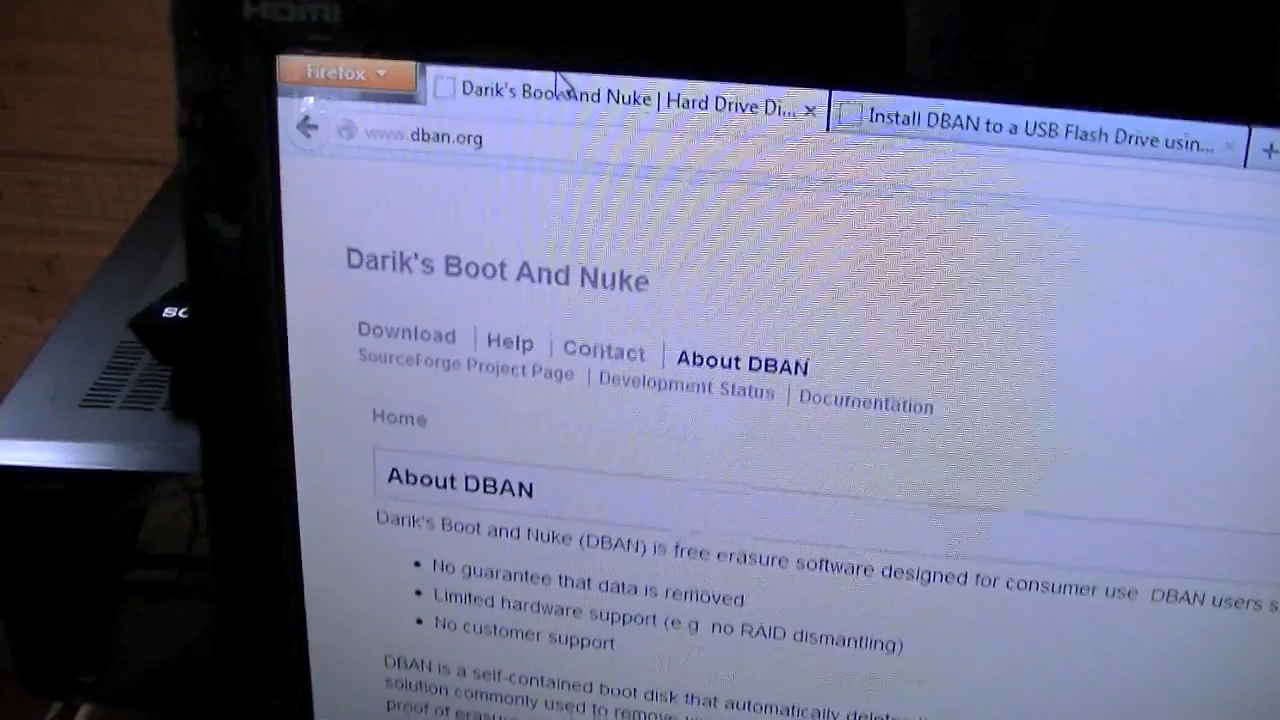 HDMI
Firefox
Darik's Boot And Nuke | Hard Drive Di...
Install DBAN to a USB Flash Drive usin...
www.dban.org
Darik's Boot And Nuke
SO
Download | Help | Contact | About DBAN
SourceForge Project Page | Development Status | Documentation
Home
About DBAN
Darik's Boot and Nuke (DBAN) is free erasure software designed for consumer use. DBAN users s
• No guarantee that data is removed
• Limited hardware support (e.g. no RAID dismantling)
• No customer support
DBAN is a self-contained boot disk that automatically
solution commonly used to remove
proof of